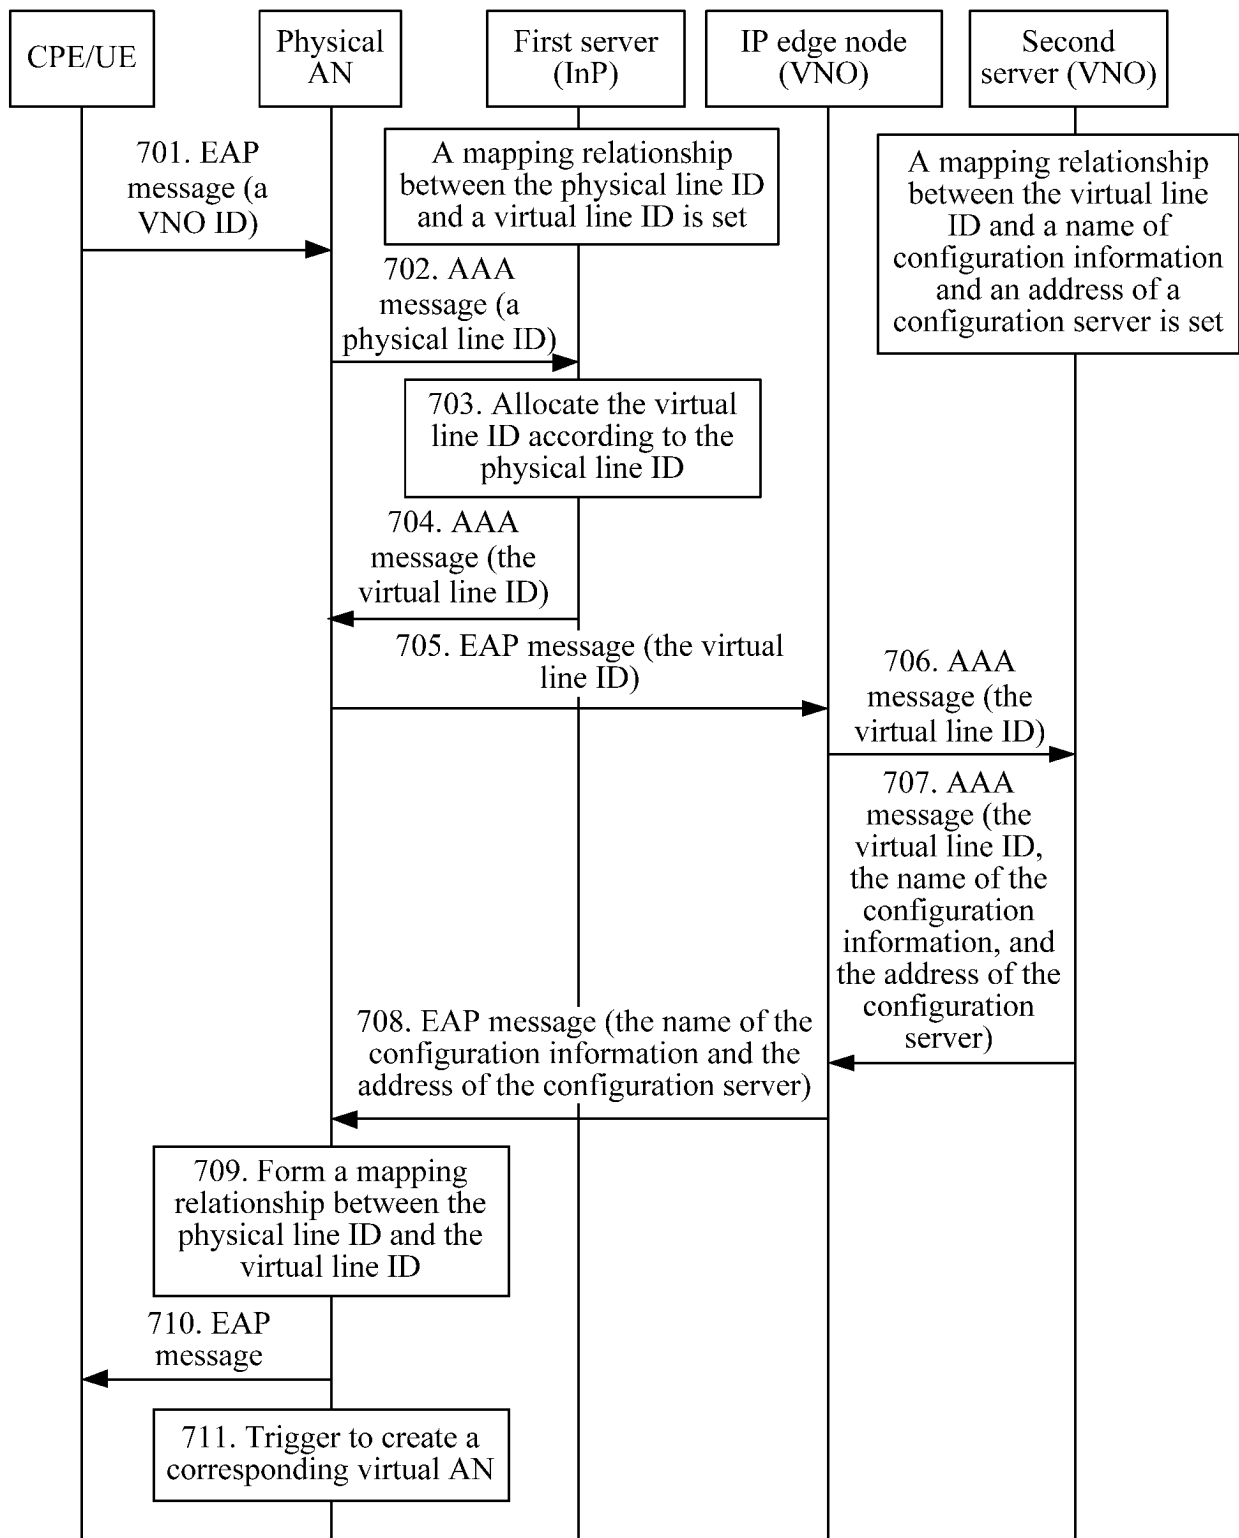 CPE/UE
Physical
AN
First server
(InP)
IP edge node
(VNO)
Second
server (VNO)
701. EAP
message (a
VNO ID)
A mapping relationship
between the physical line ID
and a virtual line ID is set
A mapping relationship
between the virtual line
ID and a name of
configuration information
and an address of a
configuration server is set
702. AAA
message (a
physical line ID)
703. Allocate the virtual
line ID according to the
physical line ID
704. AAA
message (the
virtual line ID)
705. EAP message (the virtual
line ID)
706. AAA
message (the
virtual line ID)
707. AAA
message (the
virtual line ID,
the name of the
configuration
information, and
the address of the
configuration
server)
708. EAP message (the name of the
configuration information and the
address of the configuration server)
709. Form a mapping
relationship between the
physical line ID and the
virtual line ID
710. EAP
message
711. Trigger to create a
corresponding virtual AN